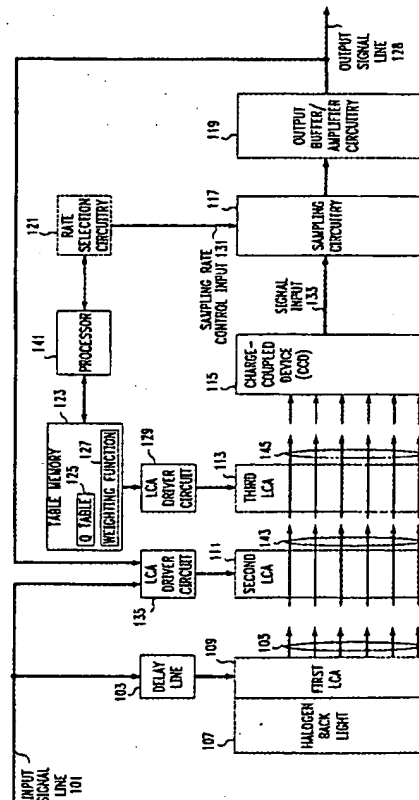 INPUT
SIGNAL
LINE 101
103
DELAY
LINE
107
HALOGEN
BACK
LIGHT
109
FIRST LCA
105
135
LCA
DRIVER
CIRCUIT
111
SECOND LCA
143
TABLE MEMORY
123
125
Q TABLE
127
WEIGHTING FUNCTION
LCA
DRIVER
CIRCUIT
129
113
THIRD
LCA
145
141
PROCESSOR
121
RATE
SELECTION
CIRCUITRY
SAMPLING RATE
CONTROL INPUT 131
115
CHARGE-
COUPLED
DEVICE
(CCD)
SIGNAL
INPUT
133
117
SAMPLING
CIRCUITRY
119
OUTPUT
BUFFER/
AMPLIFIER
CIRCUITRY
OUTPUT
SIGNAL
LINE
128